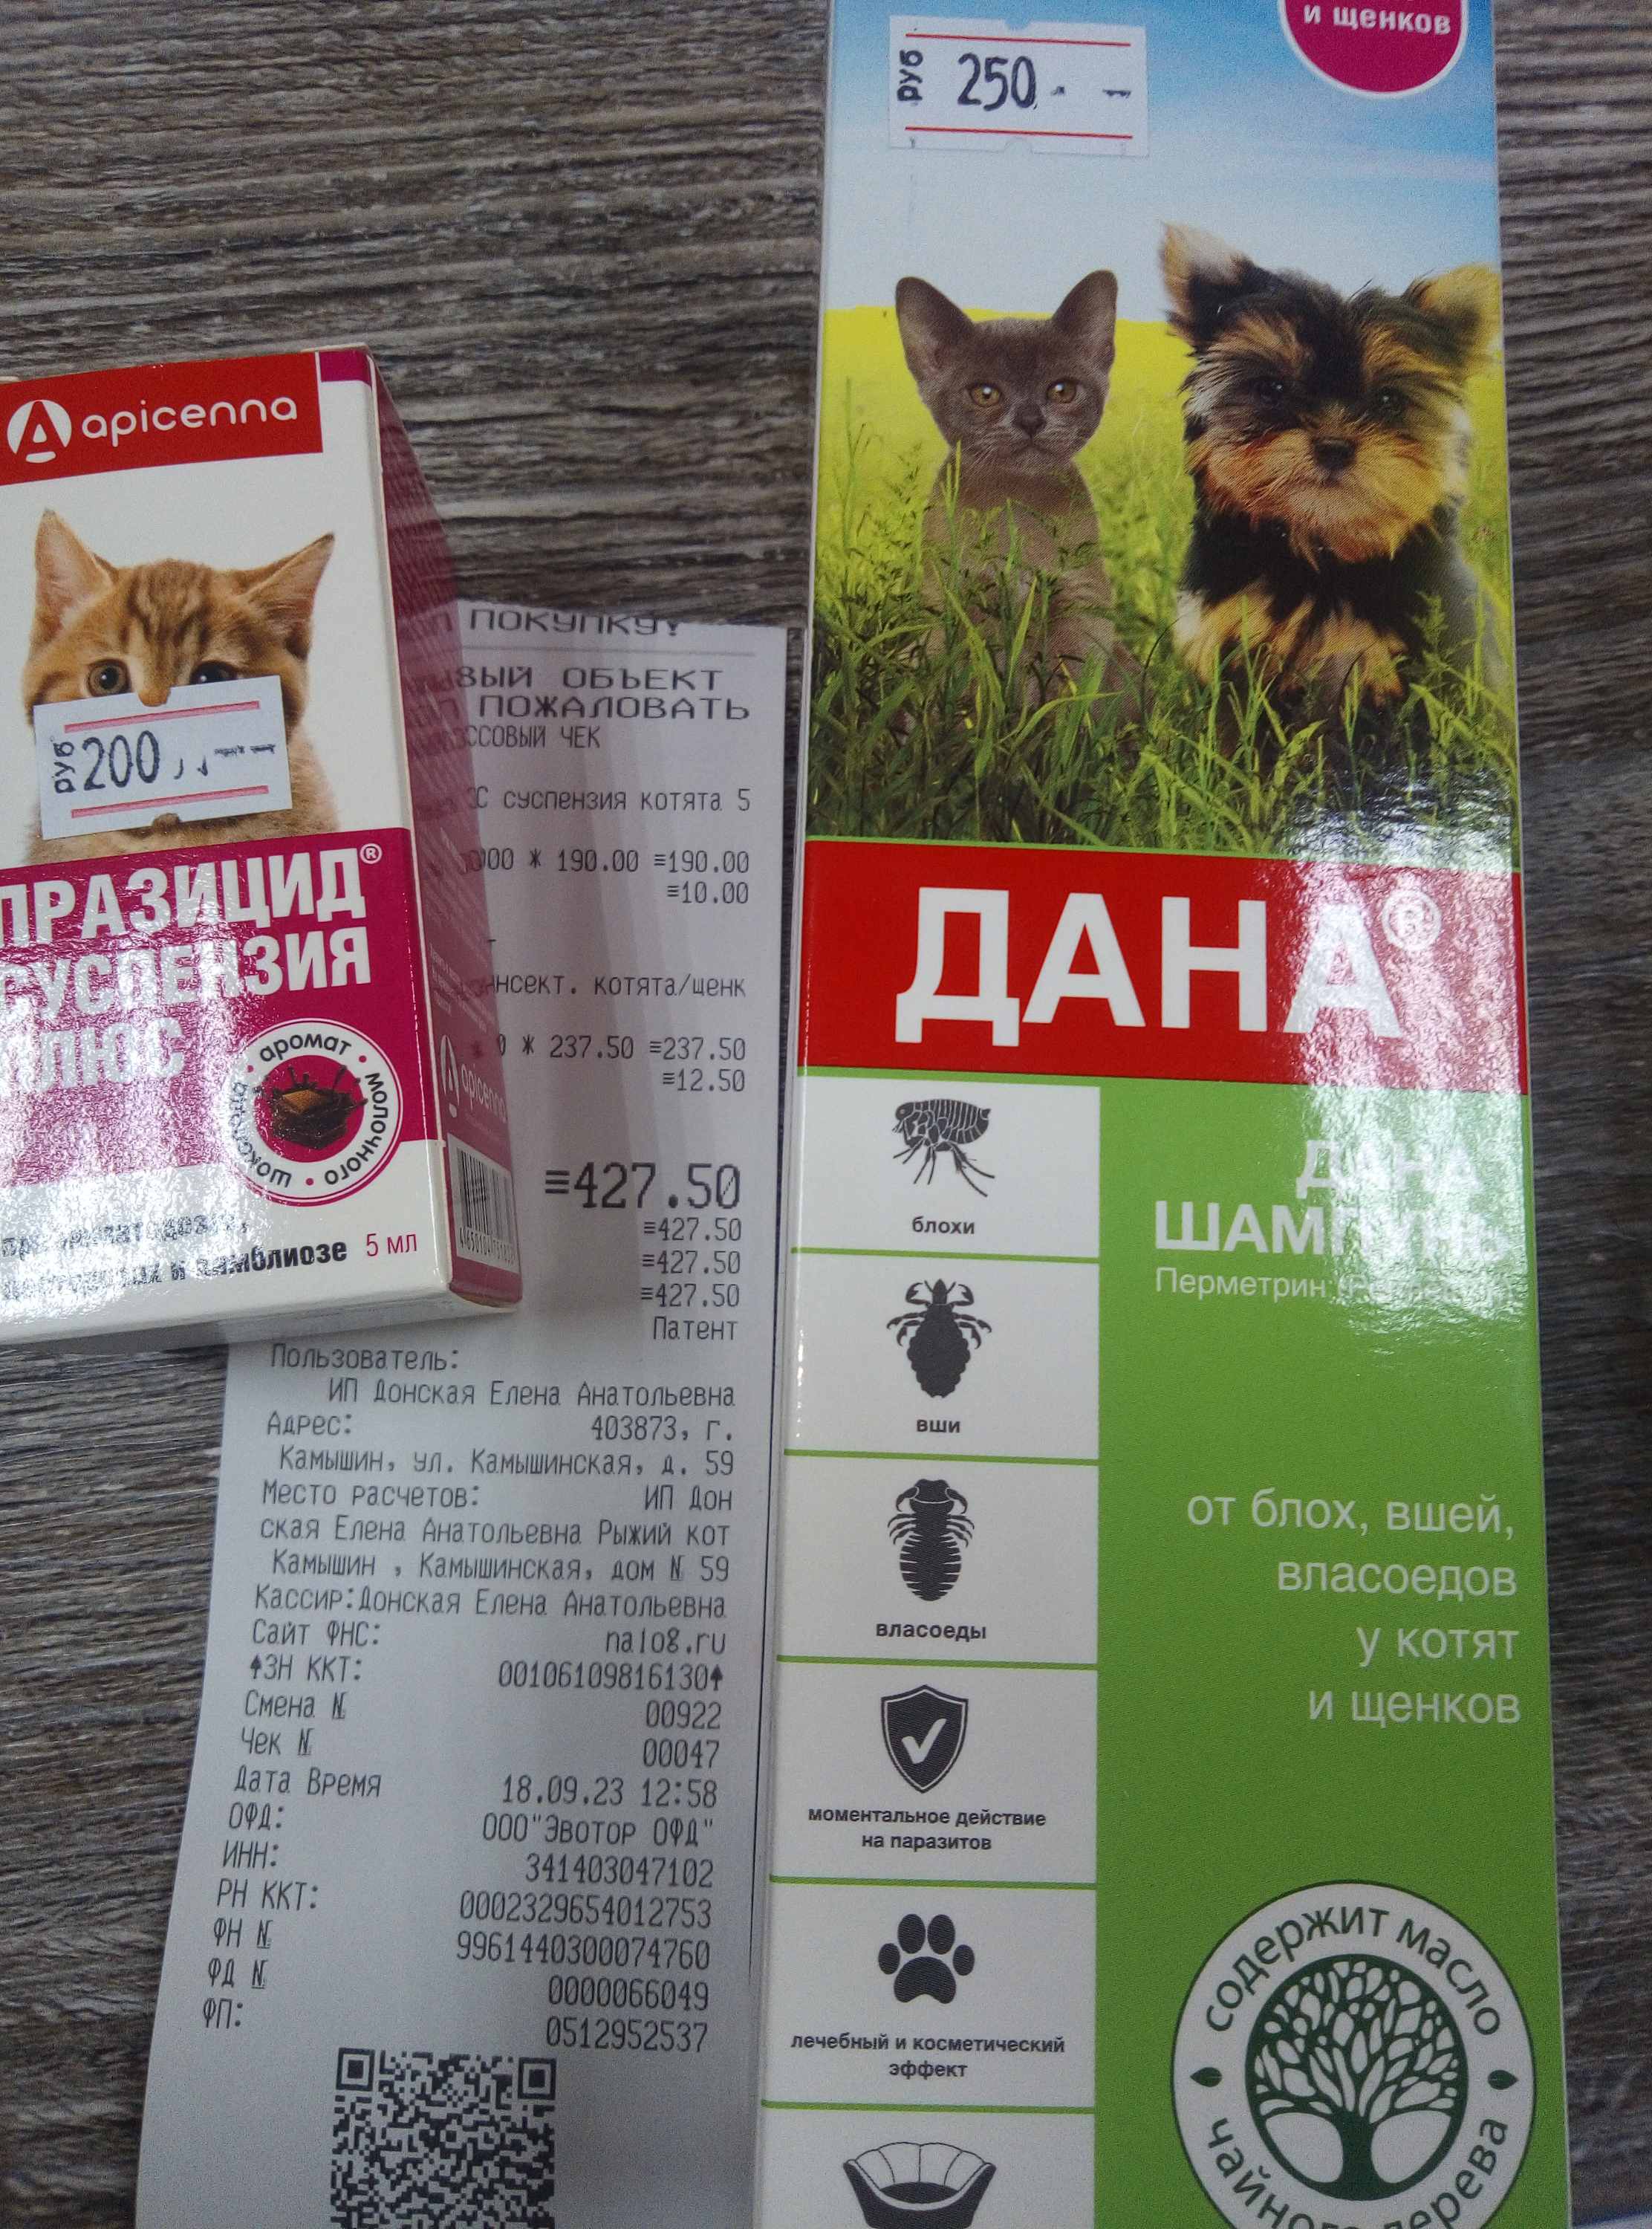 и щенков
руб 250
apicenna
руб 200
ПРАЗИЦИД®
СУСПЕНЗИЯ
ПЛЮС
аромат • молочного • шоколада
и лямблиозе 5 мл
apicenna
ПОКУПКУ!
ОБЪЕКТ
ПОЖАЛОВАТЬ
ЧЕК
суспензия котята 5
* 190.00 ≡190.00
≡10.00
котята/щенк
* 237.50 ≡237.50
≡12.50
≡427.50
≡427.50
≡427.50
≡427.50
Патент
Пользователь:
ИП Донская Елена Анатольевна
Адрес: 403873, г.
Камышин, ул. Камышинская, д. 59
Место расчетов: ИП Дон
ская Елена Анатольевна Рыжий кот
Камышин , Камышинская, дом № 59
Кассир:Донская Елена Анатольевна
Сайт ФНС: nalog.ru
↑ЗН ККТ: 00106109816130↑
Смена № 00922
Чек № 00047
Дата Время 18.09.23 12:58
ОФД: ООО"Эвотор ОФД"
ИНН: 341403047102
РН ККТ: 0002329654012753
ФН № 9961440300074760
ФД № 0000066049
ФП: 0512952537
ДАНА®
ДАНА
ШАМПУНЬ
Перметрин
блохи
вши
власоеды
моментальное действие
на паразитов
лечебный и косметический
эффект
от блох, вшей,
власоедов
у котят
и щенков
содержит масло
чайного дерева